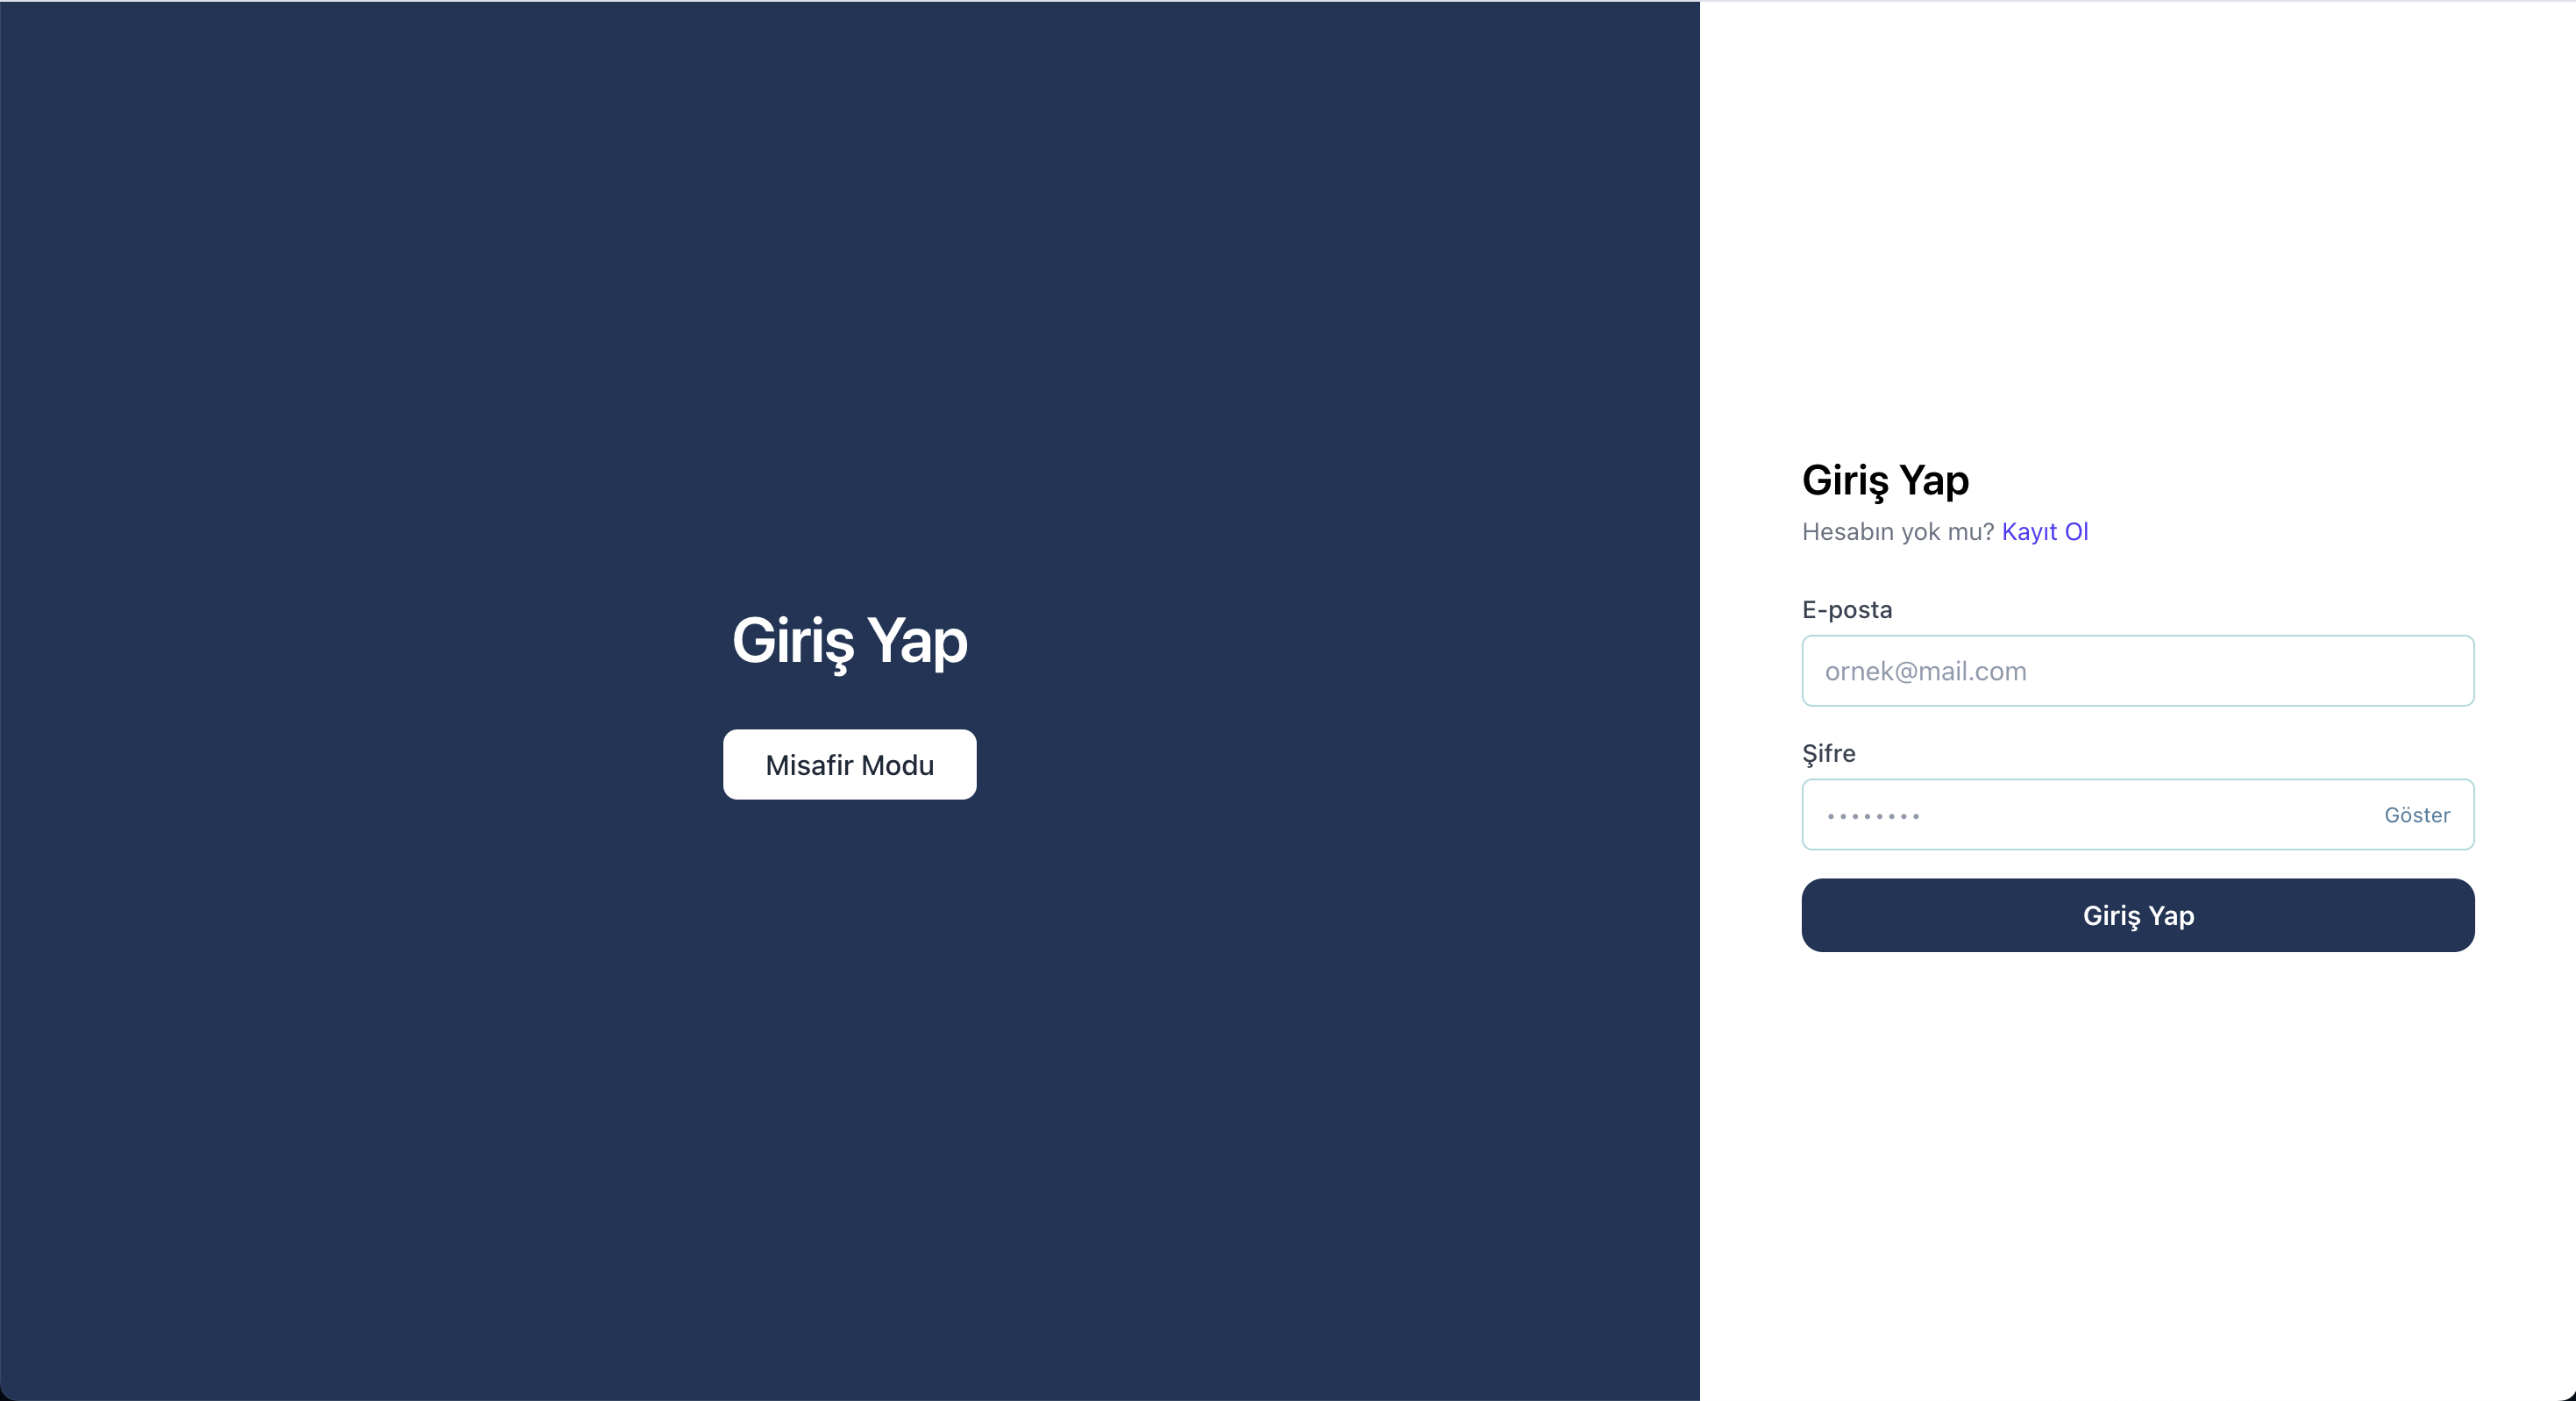 Giriş Yap
Misafir Modu
Giriş Yap
Hesabın yok mu? Kayıt Ol
E-posta
ornek@mail.com
Şifre
••••••••
Göster
Giriş Yap